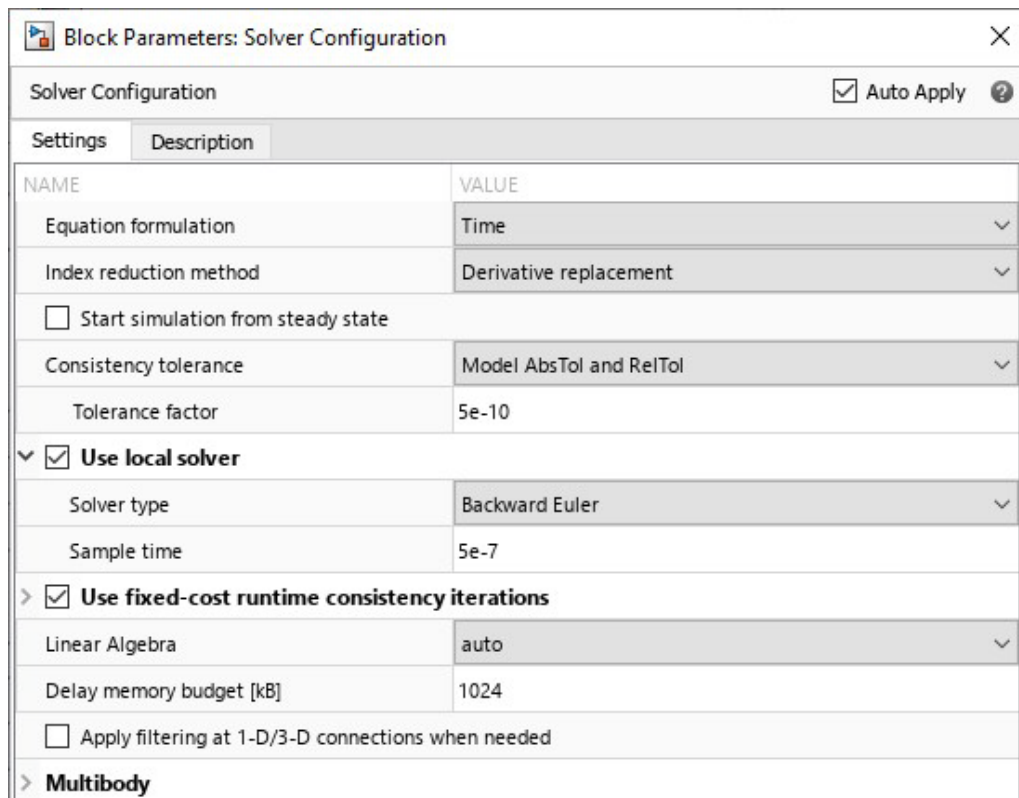 Block Parameters: Solver Configuration
Solver Configuration Auto Apply
Settings Description
NAME VALUE
Equation formulation Time
Index reduction method Derivative replacement
Start simulation from steady state
Consistency tolerance Model AbsTol and RelTol
Tolerance factor 5e-10
Use local solver
Solver type Backward Euler
Sample time 5e-7
Use fixed-cost runtime consistency iterations
Linear Algebra auto
Delay memory budget [kB] 1024
Apply filtering at 1-D/3-D connections when needed
Multibody